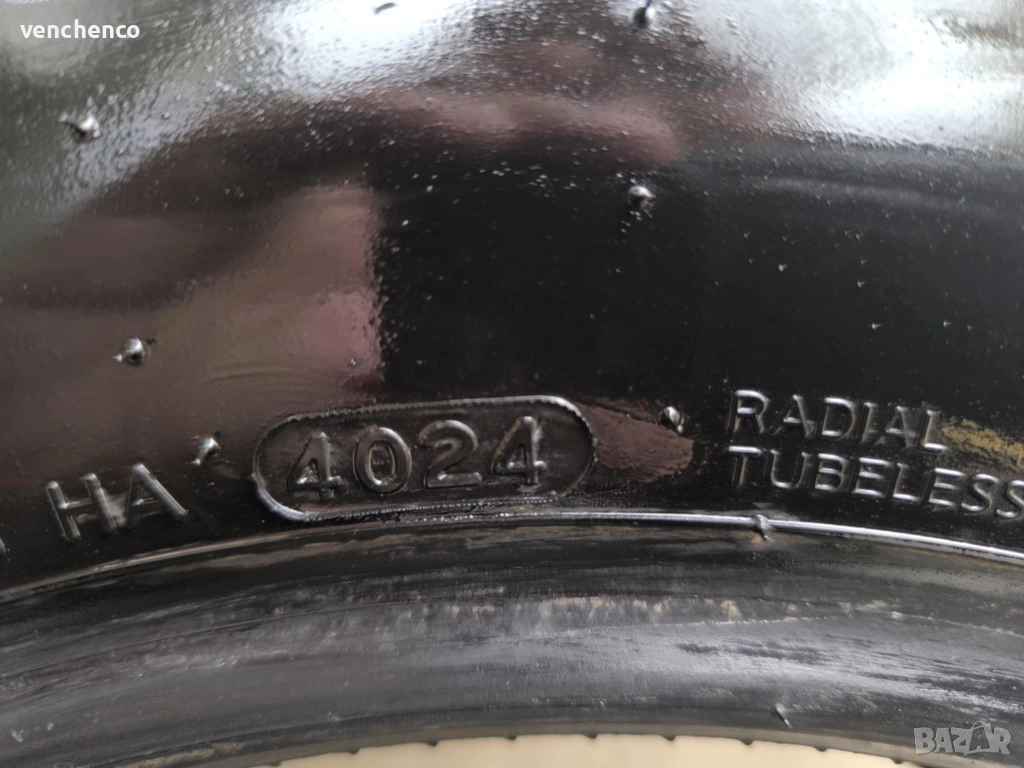 venchenco
HA 4024
RADIAL
TUBELESS
BAZAR